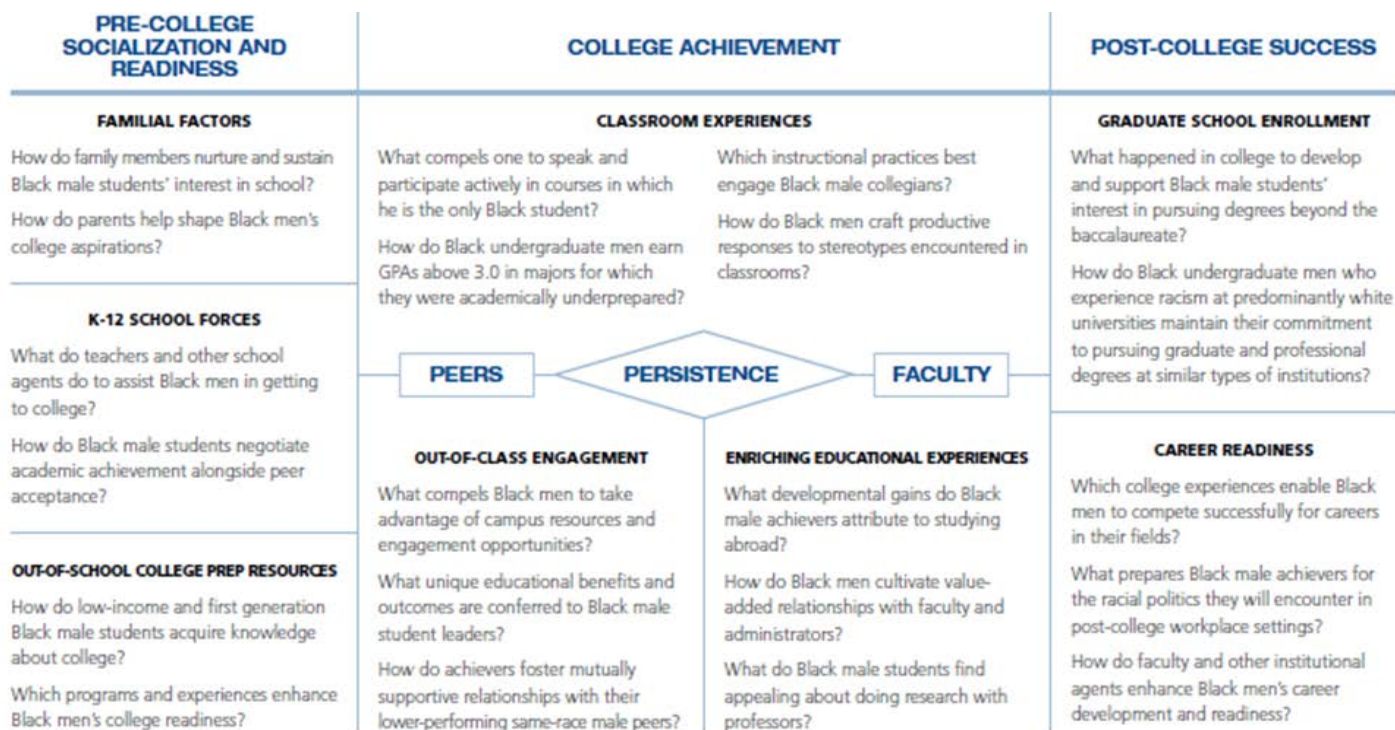 PRE-COLLEGE
SOCIALIZATION AND
READINESS
FAMILIAL FACTORS
How do family members nurture and sustain
Black male students' interest in school?
How do parents help shape Black men's
college aspirations?
K-12 SCHOOL FORCES
What do teachers and other school
agents do to assist Black men in getting
to college?
How do Black male students negotiate
academic achievement alongside peer
acceptance?
OUT-OF-SCHOOL COLLEGE PREP RESOURCES
How do low-income and first generation
Black male students acquire knowledge
about college?
Which programs and experiences enhance
Black men's college readiness?
COLLEGE ACHIEVEMENT
CLASSROOM EXPERIENCES
What compels one to speak and
participate actively in courses in which
he is the only Black student?
How do Black undergraduate men earn
GPAs above 3.0 in majors for which
they were academically underprepared?
Which instructional practices best
engage Black male collegians?
How do Black men craft productive
responses to stereotypes encountered in
classrooms?
PEERS
PERSISTENCE
FACULTY
OUT-OF-CLASS ENGAGEMENT
What compels Black men to take
advantage of campus resources and
engagement opportunities?
What unique educational benefits and
outcomes are conferred to Black male
student leaders?
How do achievers foster mutually
supportive relationships with their
lower-performing same-race male peers?
ENRICHING EDUCATIONAL EXPERIENCES
What developmental gains do Black
male achievers attribute to studying
abroad?
How do Black men cultivate value-
added relationships with faculty and
administrators?
What do Black male students find
appealing about doing research with
professors?
POST-COLLEGE SUCCESS
GRADUATE SCHOOL ENROLLMENT
What happened in college to develop
and support Black male students'
interest in pursuing degrees beyond the
baccalaureate?
How do Black undergraduate men who
experience racism at predominantly white
universities maintain their commitment
to pursuing graduate and professional
degrees at similar types of institutions?
CAREER READINESS
Which college experiences enable Black
men to compete successfully for careers
in their fields?
What prepares Black male achievers for
the racial politics they will encounter in
post-college workplace settings?
How do faculty and other institutional
agents enhance Black men's career
development and readiness?